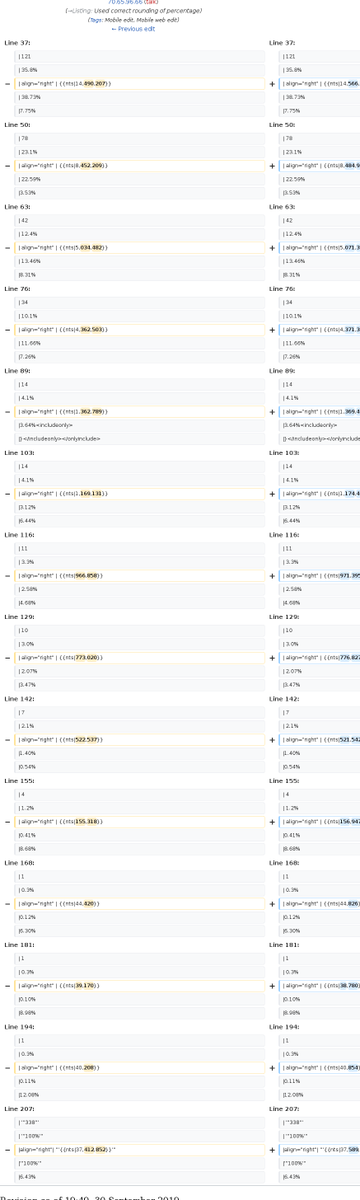 70.65.96.66 (talk)
(→Listing: Used correct rounding of percentage)
(Tags: Mobile edit, Mobile web edit)
← Previous edit
Line 37: Line 37:
| 121 | 121
| 35.8% | 35.8%
− | align="right" | {{nts|14.490.207}} + | align="right" | {{nts|14.566.
| 38.73% | 38.73%
|7.75% |7.75%
Line 50: Line 50:
| 78 | 78
| 23.1% | 23.1%
− | align="right" | {{nts|8.452.209}} + | align="right" | {{nts|8.484.9
| 22.59% | 22.59%
|3.53% |3.53%
Line 63: Line 63:
| 42 | 42
| 12.4% | 12.4%
− | align="right" | {{nts|5.034.482}} + | align="right" | {{nts|5.071.3
| 13.46% | 13.46%
|8.31% |8.31%
Line 76: Line 76:
| 34 | 34
| 10.1% | 10.1%
− | align="right" | {{nts|4.362.503}} + | align="right" | {{nts|4.371.3
| 11.66% | 11.66%
|7.26% |7.26%
Line 89: Line 89:
| 14 | 14
| 4.1% | 4.1%
− | align="right" | {{nts|1.362.789}} + | align="right" | {{nts|1.369.4
|3.64%<includeonly> |3.64%<includeonly>
|} </includeonly></onlyinclude> |} </includeonly></onlyinclude
Line 103: Line 103:
| 14 | 14
| 4.1% | 4.1%
− | align="right" | {{nts|1.169.131}} + | align="right" | {{nts|1.174.4
|3.12% |3.12%
|6.44% |6.44%
Line 116: Line 116:
| 11 | 11
| 3.3% | 3.3%
− | align="right" | {{nts|966.858}} + | align="right" | {{nts|971.395
| 2.58% | 2.58%
|4.68% |4.68%
Line 129: Line 129:
| 10 | 10
| 3.0% | 3.0%
− | align="right" | {{nts|773.020}} + | align="right" | {{nts|776.827
| 2.07% | 2.07%
|3.47% |3.47%
Line 142: Line 142:
| 7 | 7
| 2.1% | 2.1%
− | align="right" | {{nts|522.537}} + | align="right" | {{nts|521.542
|1.40% |1.40%
|0.54% |0.54%
Line 155: Line 155:
| 4 | 4
| 1.2% | 1.2%
− | align="right" | {{nts|155.318}} + | align="right" | {{nts|156.947
|0.41% |0.41%
|8.68% |8.68%
Line 168: Line 168:
| 1 | 1
| 0.3% | 0.3%
− | align="right" | {{nts|44.420}} + | align="right" | {{nts|44.826
|0.12% |0.12%
|6.30% |6.30%
Line 181: Line 181:
| 1 | 1
| 0.3% | 0.3%
− | align="right" | {{nts|39.170}} + | align="right" | {{nts|38.780
|0.10% |0.10%
|8.98% |8.98%
Line 194: Line 194:
| 1 | 1
| 0.3% | 0.3%
− | align="right" | {{nts|40.208}} + | align="right" | {{nts|40.854
|0.11% |0.11%
|12.08% |12.08%
Line 207: Line 207:
| '''338''' | '''338'''
| '''100%''' | '''100%'''
− |align="right"| '''{{nts|37.412.852}}''' + |align="right"| '''{{nts|37.589.
|'''100%''' |'''100%'''
|6.43% |6.43%
Revision as of 19:49, 30 September 2019